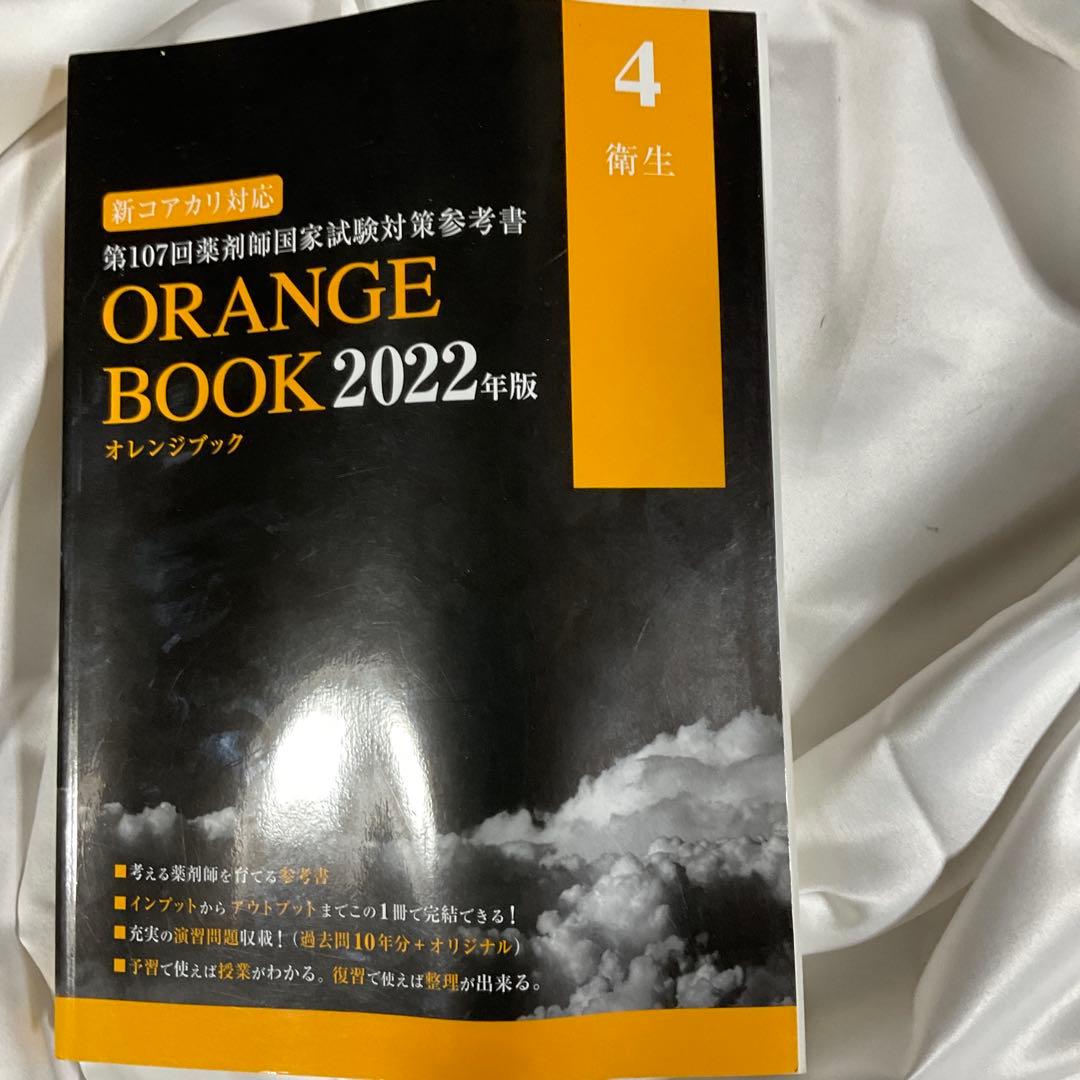 4
衛生
新コアカリ対応
第107回薬剤師国家試験対策参考書
ORANGE
BOOK 2022年版
オレンジブック
■考える薬剤師を育てる参考書
■インプットからアウトプットまでこの1冊で完結できる!
■充実の演習問題収載!(過去問10年分+オリジナル)
■予習で使えば授業がわかる。復習で使えば整理が出来る。